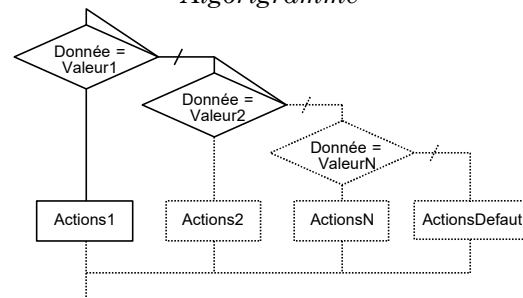 Algorigramme
Donnée =
Valeur1
Donnée =
Valeur2
Donnée =
ValeurN
Actions1
Actions2
ActionsN
ActionsDefaut